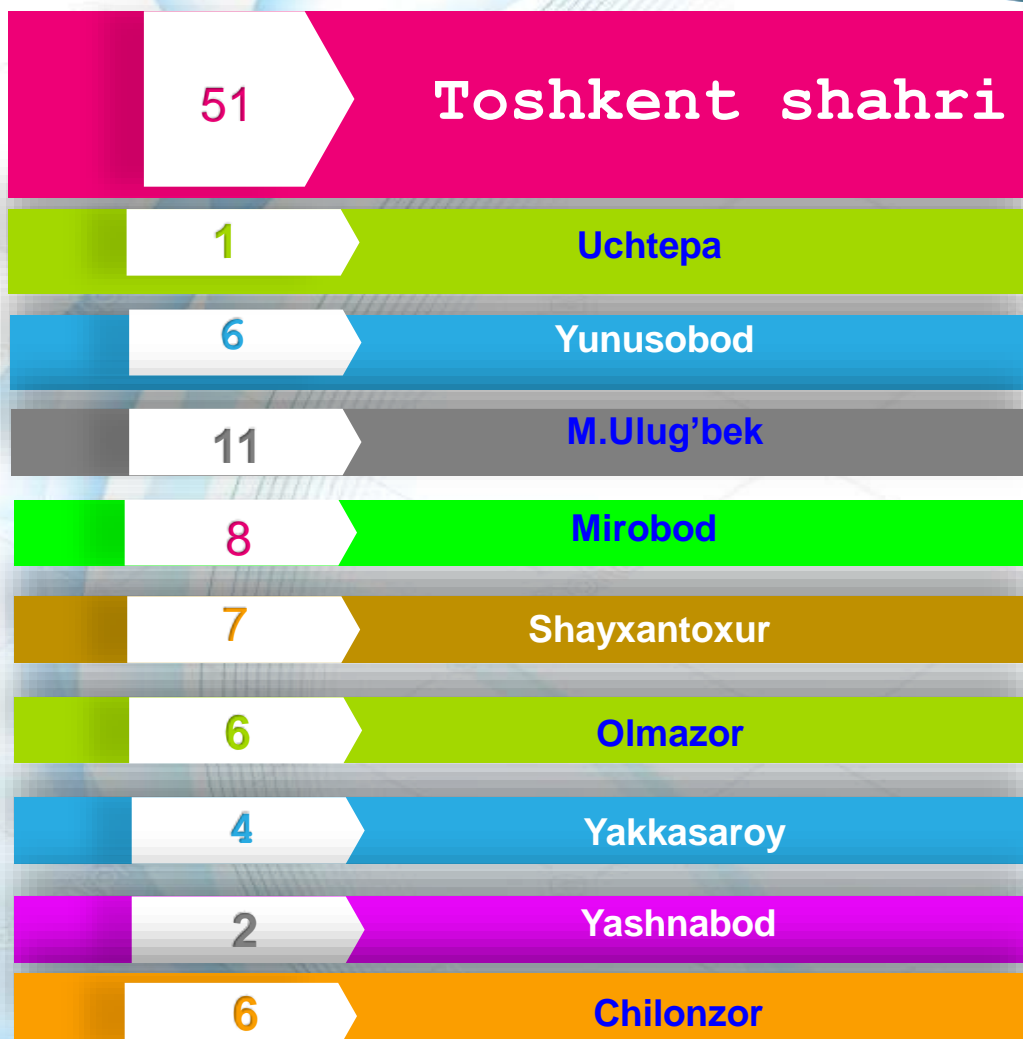 51 Toshkent shahri
1 Uchtepa
6 Yunusobod
11 M.Ulug’bek
8 Mirobod
7 Shayxantoxur
6 Olmazor
4 Yakkasaroy
2 Yashnabod
6 Chilonzor